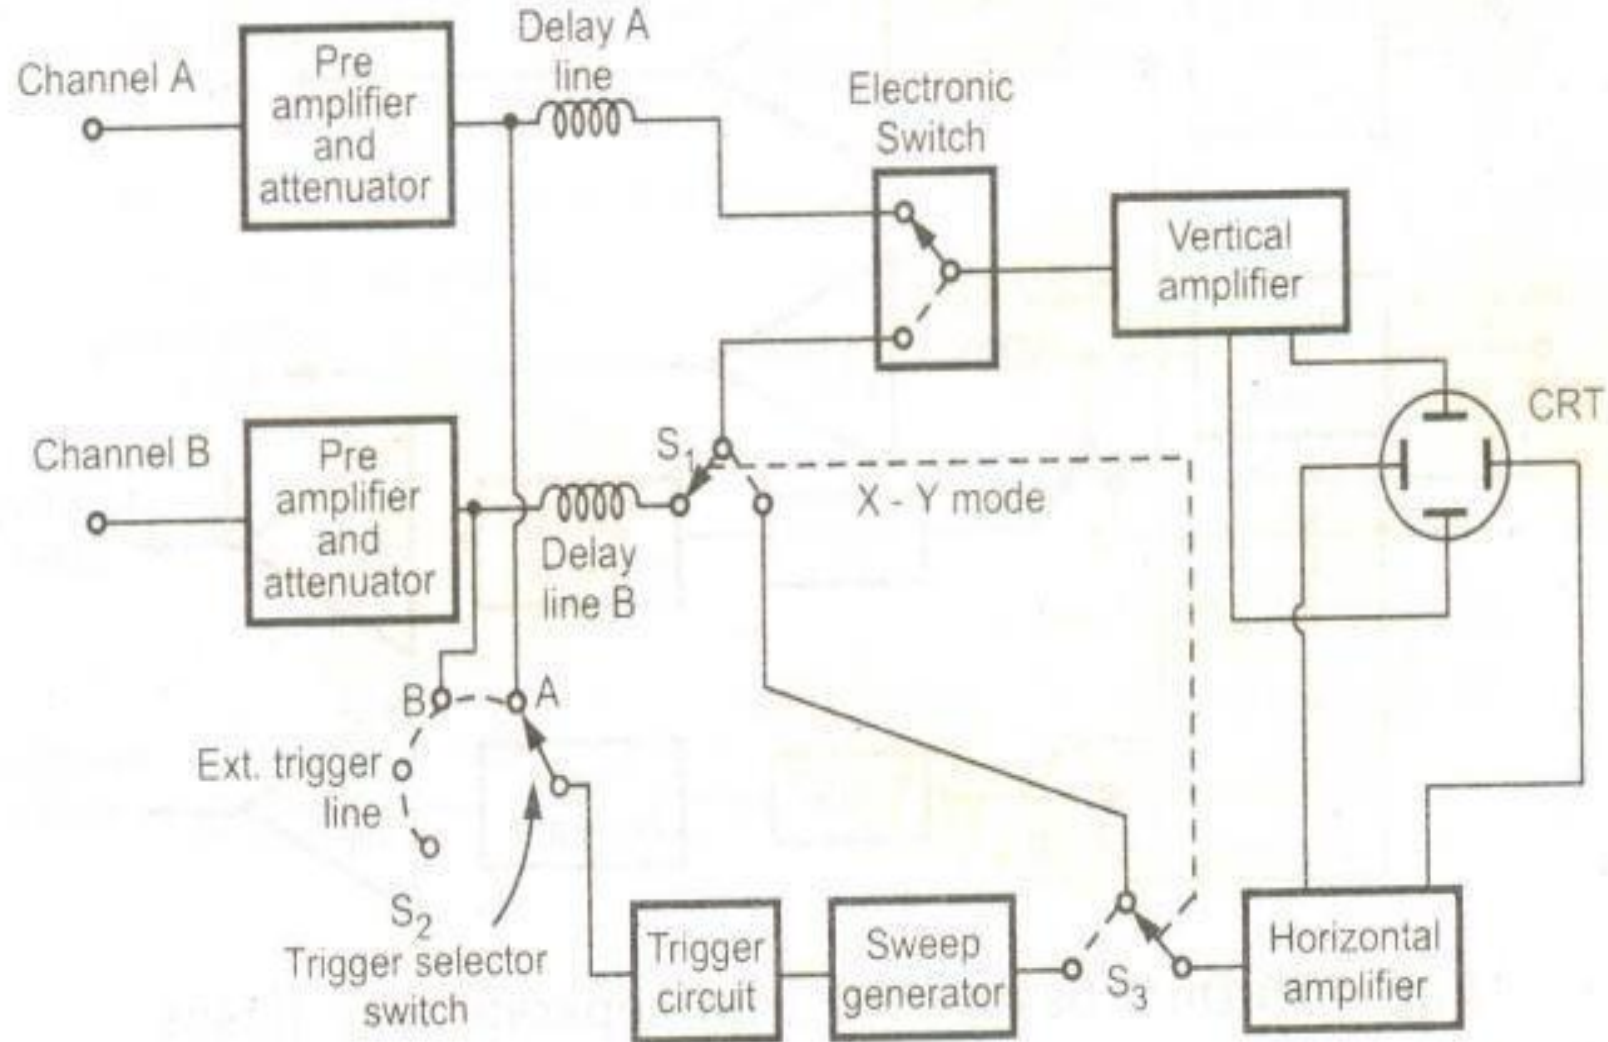 Channel A
Pre
amplifier
and
attenuator
Delay A
line
Electronic
Switch
Vertical
amplifier
CRT
Channel B
Pre
amplifier
and
attenuator
Delay
line B
S1
X - Y mode
B
A
Ext. trigger
line
S2
Trigger selector
switch
Trigger
circuit
Sweep
generator
S3
Horizontal
amplifier